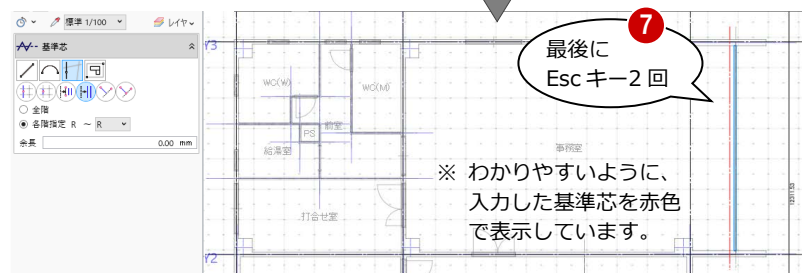 標準 1/100
レイヤ
基準芯
全階
各階指定 R ～ R
余長 0.00 mm
7
最後に
Esc キー2 回
Y3
WC(W)
WC(M)
前室
PS
給湯室
事務室
打合せ室
※ わかりやすいように、
入力した基準芯を赤色
で表示しています。
Y2